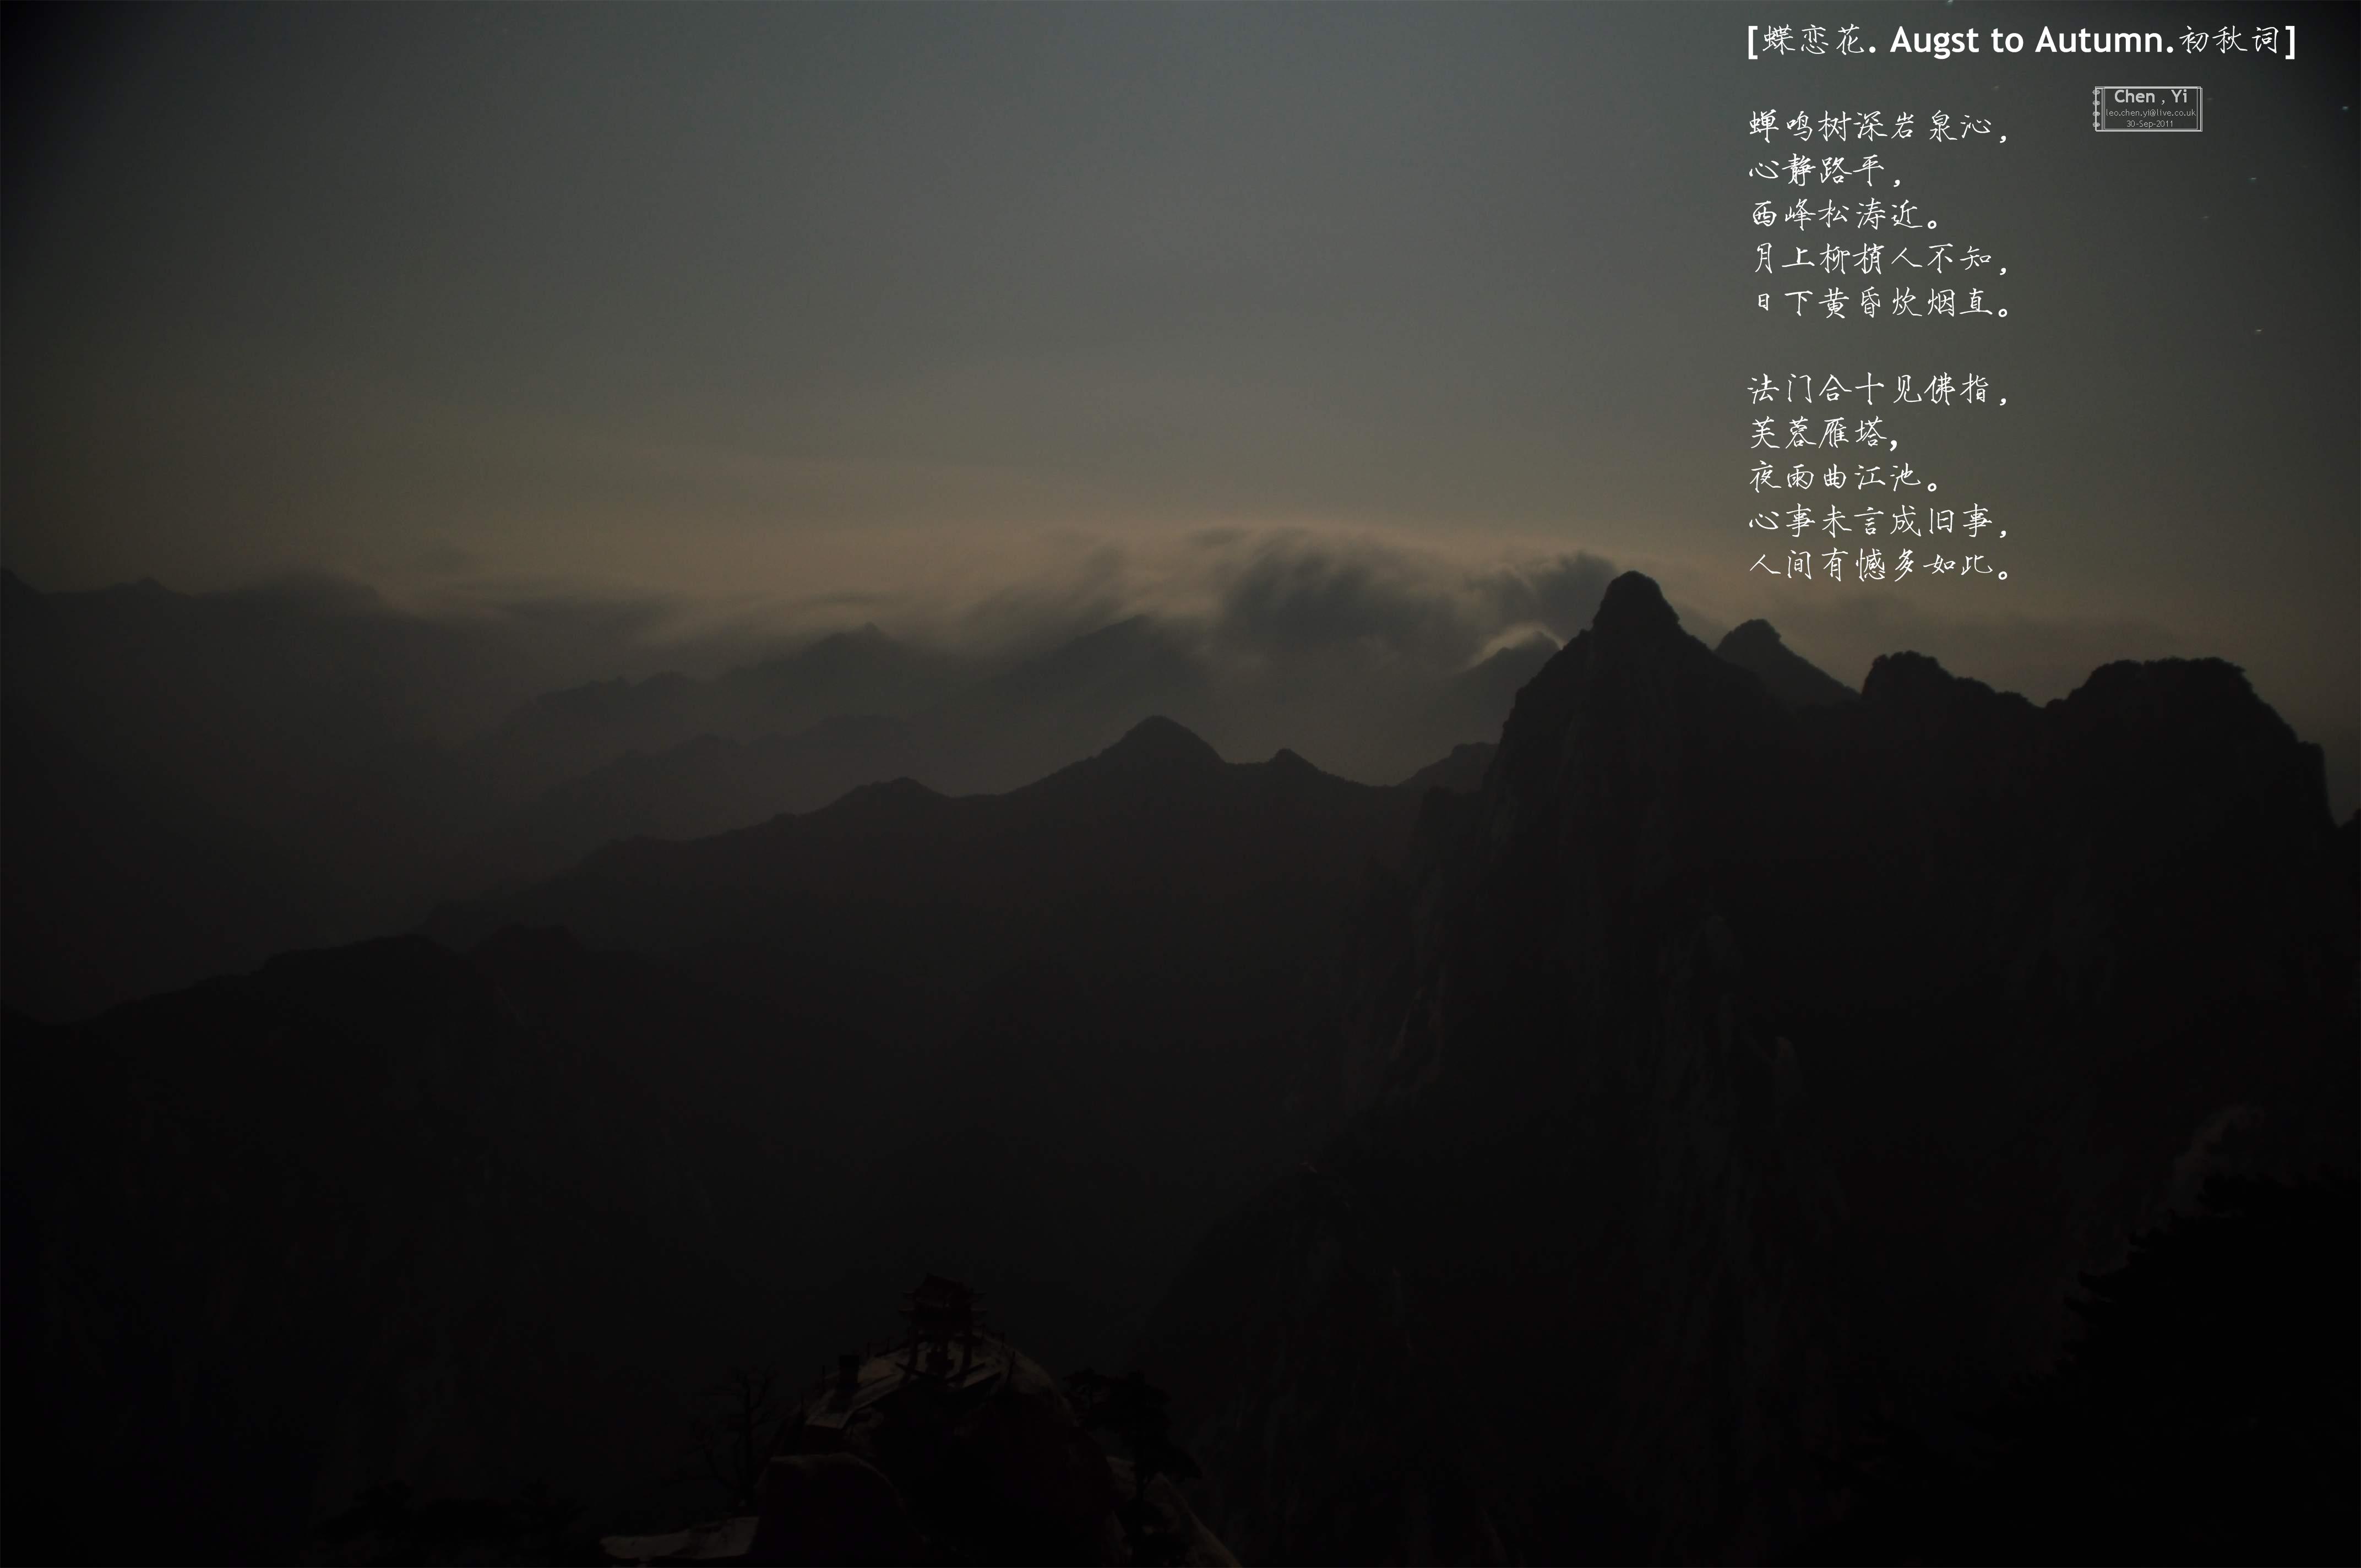 [蝶恋花. Augst to Autumn.初秋词]
Chen , Yi
leo.chen.yi@live.co.uk
30-Sep-2011
蝉鸣树深岩泉沁,
心静路平,
西峰松涛近。
月上柳梢人不知,
日下黄昏炊烟直。
法门合十见佛指,
芙蓉雁塔,
夜雨曲江池。
心事未言成旧事,
人间有憾多如此。